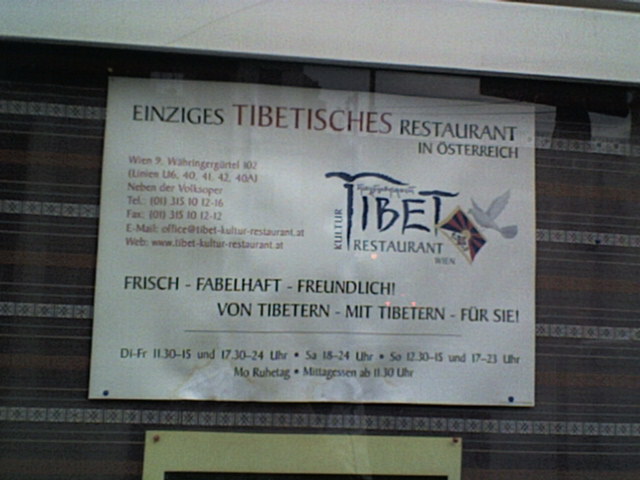 EINZIGES TIBETISCHES RESTAURANT
IN ÖSTERREICH
Wien 9, Währingergürtel 102
(Linien U6, 40, 41, 42, 40A)
Neben der Volksoper
Tel.: (01) 315 10 12-16
Fax: (01) 315 10 12-12
E-Mail: office@tibet-kultur-restaurant.at
Web: www.tibet-kultur-restaurant.at
KULTUR
TIBET
RESTAURANT
WIEN
FRISCH - FABELHAFT - FREUNDLICH!
VON TIBETERN - MIT TIBETERN - FÜR SIE!
Di-Fr 11.30-15 und 17.30-24 Uhr • Sa 18-24 Uhr • So 12.30-15 und 17-23 Uhr
Mo Ruhetag • Mittagessen ab 11.30 Uhr